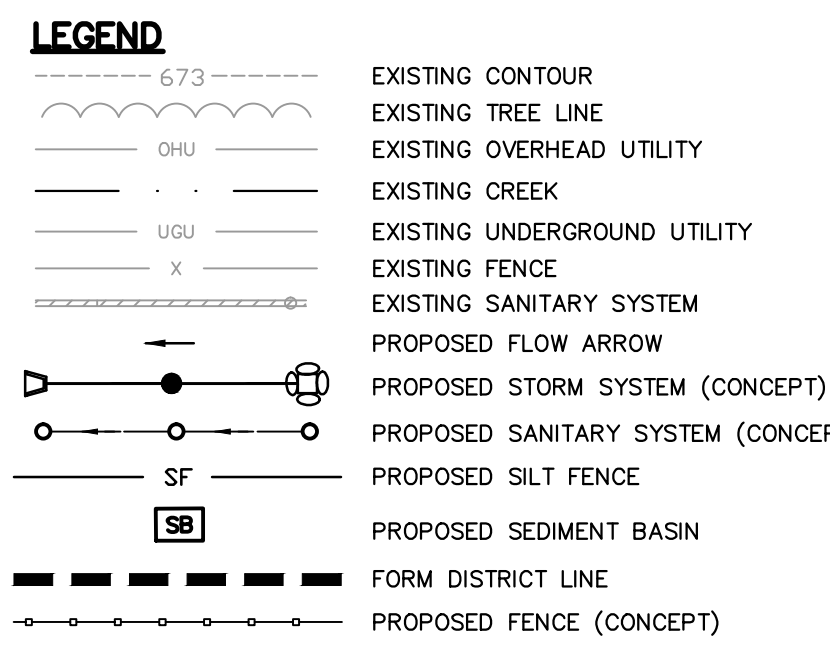 LEGEND
673 EXISTING CONTOUR
EXISTING TREE LINE
OHU EXISTING OVERHEAD UTILITY
EXISTING CREEK
UGU EXISTING UNDERGROUND UTILITY
X EXISTING FENCE
EXISTING SANITARY SYSTEM
PROPOSED FLOW ARROW
PROPOSED STORM SYSTEM (CONCEPT)
PROPOSED SANITARY SYSTEM
SF PROPOSED SILT FENCE
SB PROPOSED SEDIMENT BASIN
FORM DISTRICT LINE
PROPOSED FENCE (CONCEPT)